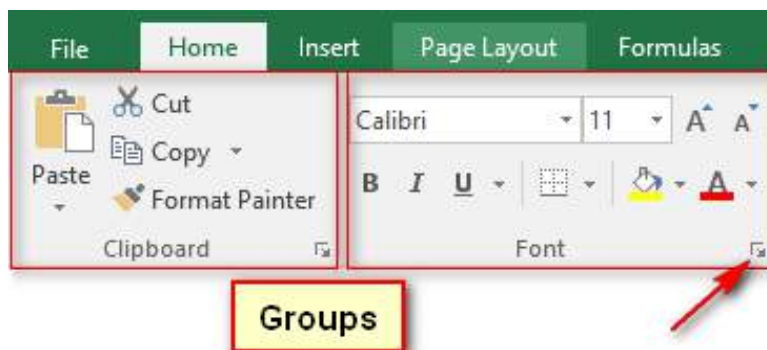 File Home Insert Page Layout Formulas
Cut
Calibri 11 A A
Copy
Paste
B I U A
Format Painter
Clipboard Font
Groups